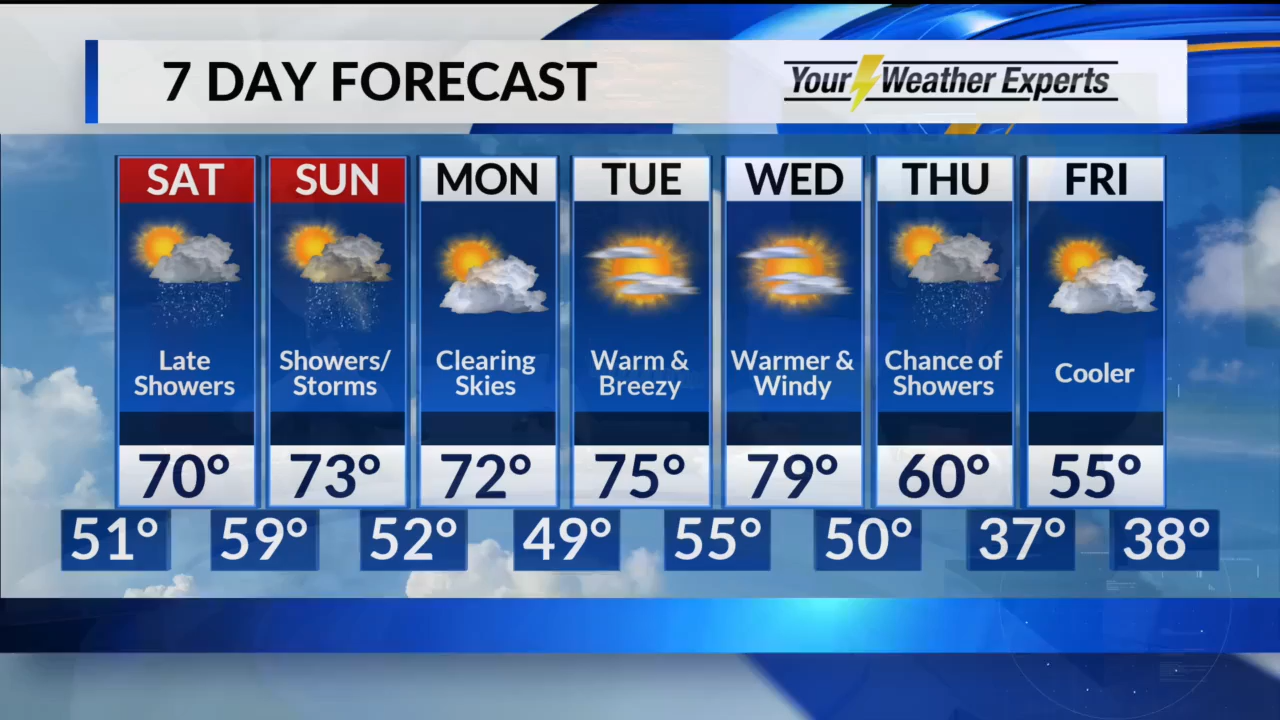 7 DAY FORECAST
Your Weather Experts
SAT SUN MON TUE WED THU FRI
Late Showers/ Clearing Warm & Warmer & Chance of Cooler
Showers Storms Skies Breezy Windy Showers
70° 73° 72° 75° 79° 60° 55°
51° 59° 52° 49° 55° 50° 37° 38°